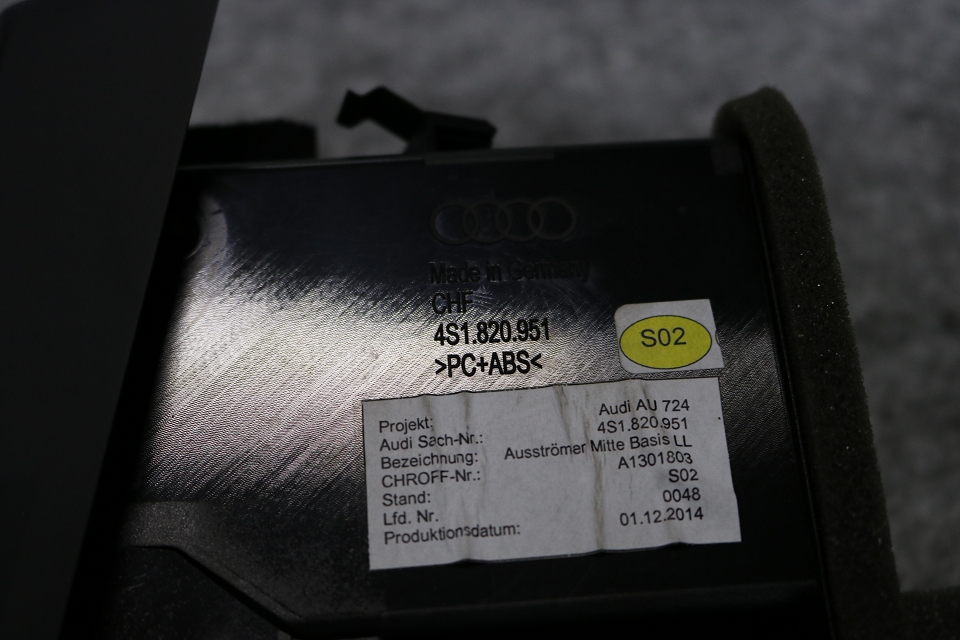 Made in Germany
CHF
4S1.820.951
>PC+ABS<
S02
Projekt: Audi AU 724
Audi Sach-Nr.: 4S1.820.951
Bezeichnung: Ausströmer Mitte Basis LL
CHROFF-Nr.: A1301803
Stand: S02
Lfd. Nr. 0048
Produktionsdatum: 01.12.2014